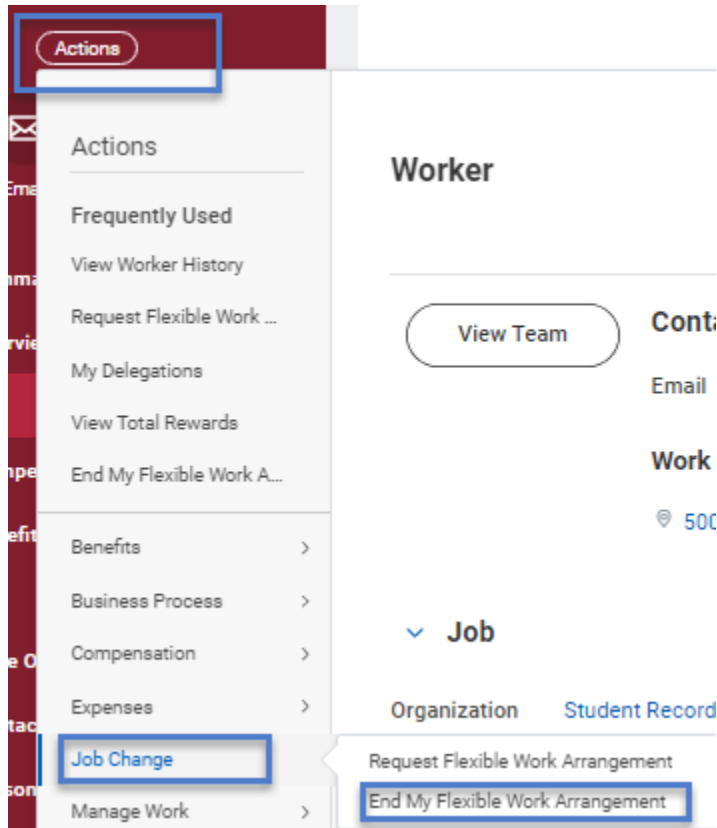 Actions
Actions
Frequently Used
View Worker History
Request Flexible Work ...
My Delegations
View Total Rewards
End My Flexible Work A...
Benefits
Business Process
Compensation
Expenses
Job Change
Manage Work
Worker
View Team
Email
Work
500
Job
Organization Student Record
Request Flexible Work Arrangement
End My Flexible Work Arrangement